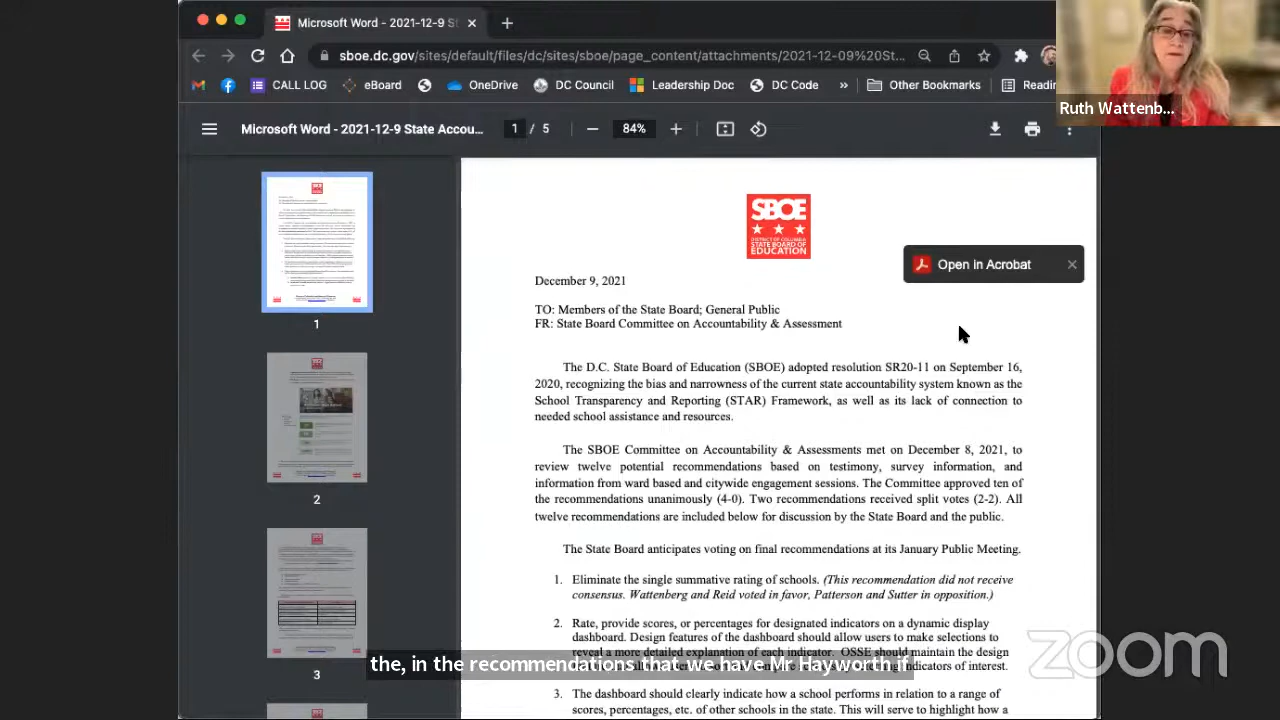 Microsoft Word - 2021-12-9 St
sboe.dc.gov/sites/default/files/dc/sites/sboe/page_content/attachments/2021-12-09%20St...
CALL LOG
eBoard
OneDrive
DC Council
Leadership Doc
DC Code
»
Other Bookmarks
Readin
Ruth Wattenb...
Microsoft Word - 2021-12-9 State Accou...
1 / 5
84%
SBOE
DISTRICT OF COLUMBIA
STATE BOARD OF
EDUCATION
Open in Acrobat
December 9, 2021
TO: Members of the State Board; General Public
FR: State Board Committee on Accountability & Assessment
The D.C. State Board of Education (SBOE) adopted resolution SR20-11 on September 16,
2020, recognizing the bias and narrowness of the current state accountability system known as the
School Transparency and Reporting (STAR) Framework, as well as its lack of connection to
needed school assistance and resources.
The SBOE Committee on Accountability & Assessments met on December 8, 2021, to
review twelve potential recommendations based on testimony, survey information, and
information from ward based and citywide engagement sessions. The Committee approved ten of
the recommendations unanimously (4-0). Two recommendations received split votes (2-2). All
twelve recommendations are included below for discussion by the State Board and the public.
The State Board anticipates voting on final recommendations at its January Public Meeting.
1. Eliminate the single summative rating of schools. (This recommendation did not receive
consensus. Wattenberg and Reid voted in favor, Patterson and Sutter in opposition.)
2. Rate, provide scores, or percentages for designated indicators on a dynamic display
dashboard. Design features of the dashboard should allow users to make selections to
reveal a more detailed explanation of each indicator. OSSE should maintain the design
indicators of interest.
3. The dashboard should clearly indicate how a school performs in relation to a range of
scores, percentages, etc. of other schools in the state. This will serve to highlight how a
1
2
3
the, in the recommendations that we have Mr Hayworth if
zoom